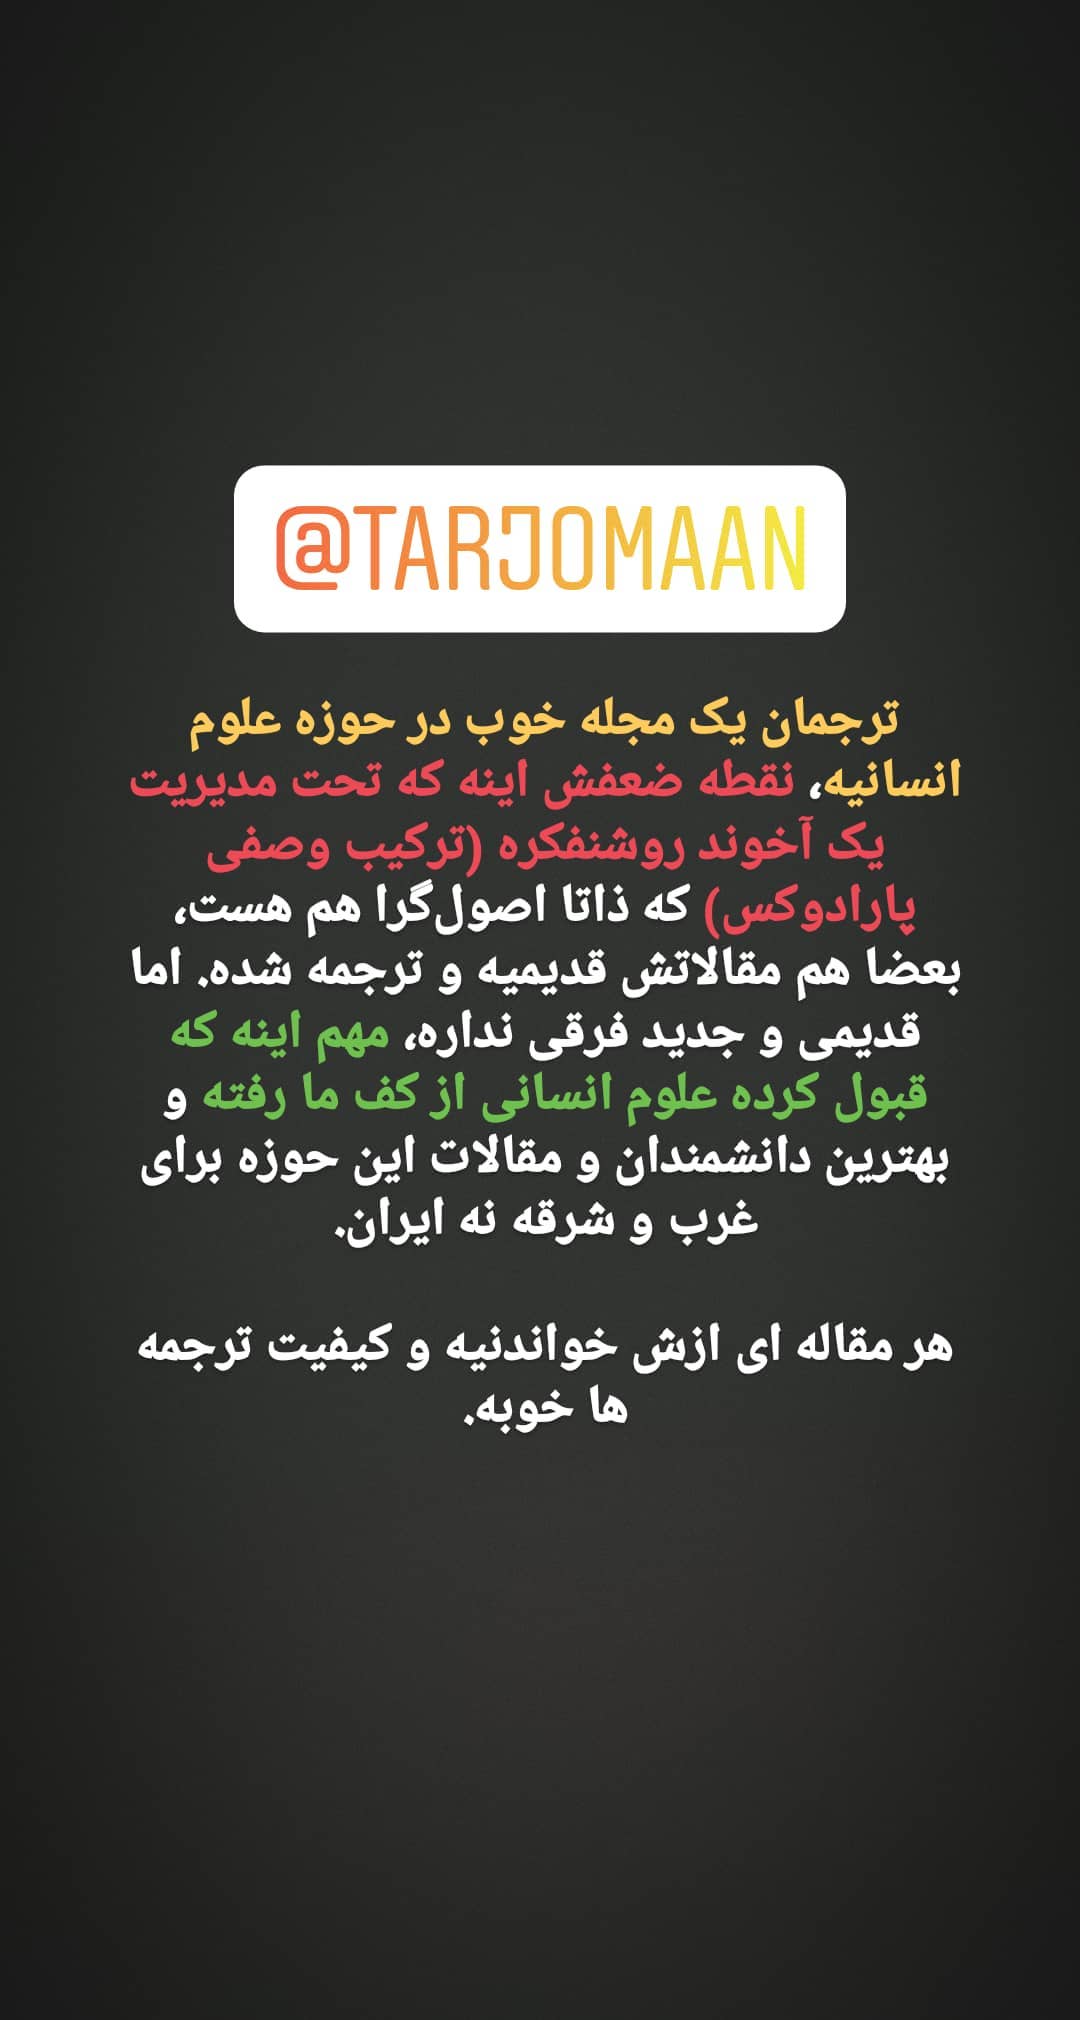 @TARJOMAAN
ترجمان یک مجله خوب در حوزه علوم
انسانیه، نقطه ضعفش اینه که تحت مدیریت
یک آخوند روشنفکره (ترکیب وصفی
پارادوکس) که ذاتا اصول‌گرا هم هست،
بعضا هم مقالاتش قدیمیه و ترجمه شده. اما
قدیمی و جدید فرقی نداره، مهم اینه که
قبول کرده علوم انسانی از کف ما رفته و
بهترین دانشمندان و مقالات این حوزه برای
غرب و شرقه نه ایران.
هر مقاله ای ازش خواندنیه و کیفیت ترجمه
ها خوبه.